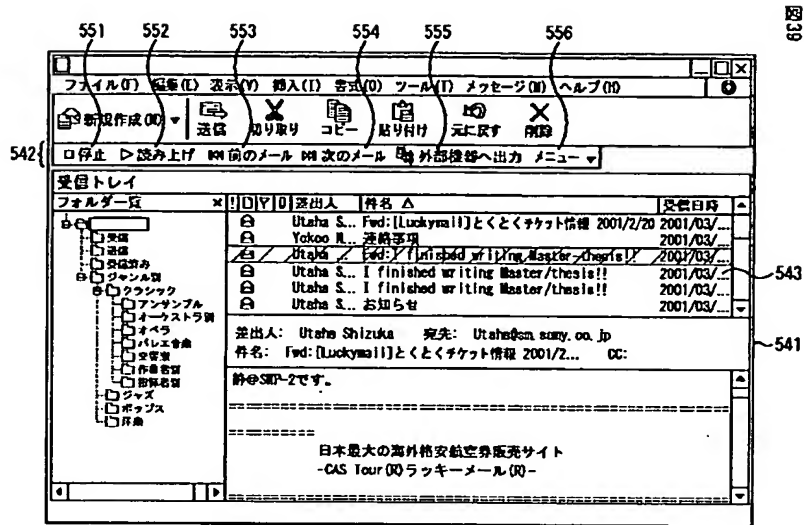 図39
551 552 553 554 555 556
ファイル(F) 編集(E) 表示(V) 挿入(I) 書式(O) ツール(T) メッセージ(M) ヘルプ(H)
新規作成(N) 送信 切り取り コピー 貼り付け 元に戻す 削除
542
停止 読み上げ 前のメール 次のメール 外部機器へ出力 メニュー
受信トレイ
フォルダ一覧 × ! 差出人 件名 △ 受信日時
Utaha S... Fwd:[Luckymail]とくとくチケット情報 2001/2/20 2001/03/...
受信 Yokoo N... 連絡事項 2001/03/...
送信 Utaha ... Fwd: I finished writing Master/thesis!! 2001/03/...
送信済み Utaha S... I finished writing Master/thesis!! 2001/03/... 543
ジャンル別 Utaha S... I finished writing Master/thesis!! 2001/03/...
クラシック Utaha S... お知らせ 2001/03/...
アンサンブル
オーケストラ別
オペラ 差出人: Utaha Shizuka 宛先: Utaha@sm.sony.co.jp 541
バレエ音楽 件名: Fwd:[Luckymail]とくとくチケット情報 2001/2... CC:
交響曲
作曲者別
指揮者別
ジャズ
ポップス
洋楽
静@SMP-2です。
日本最大の海外格安航空券販売サイト
-CAS Tour(R)ラッキーメール(R)-